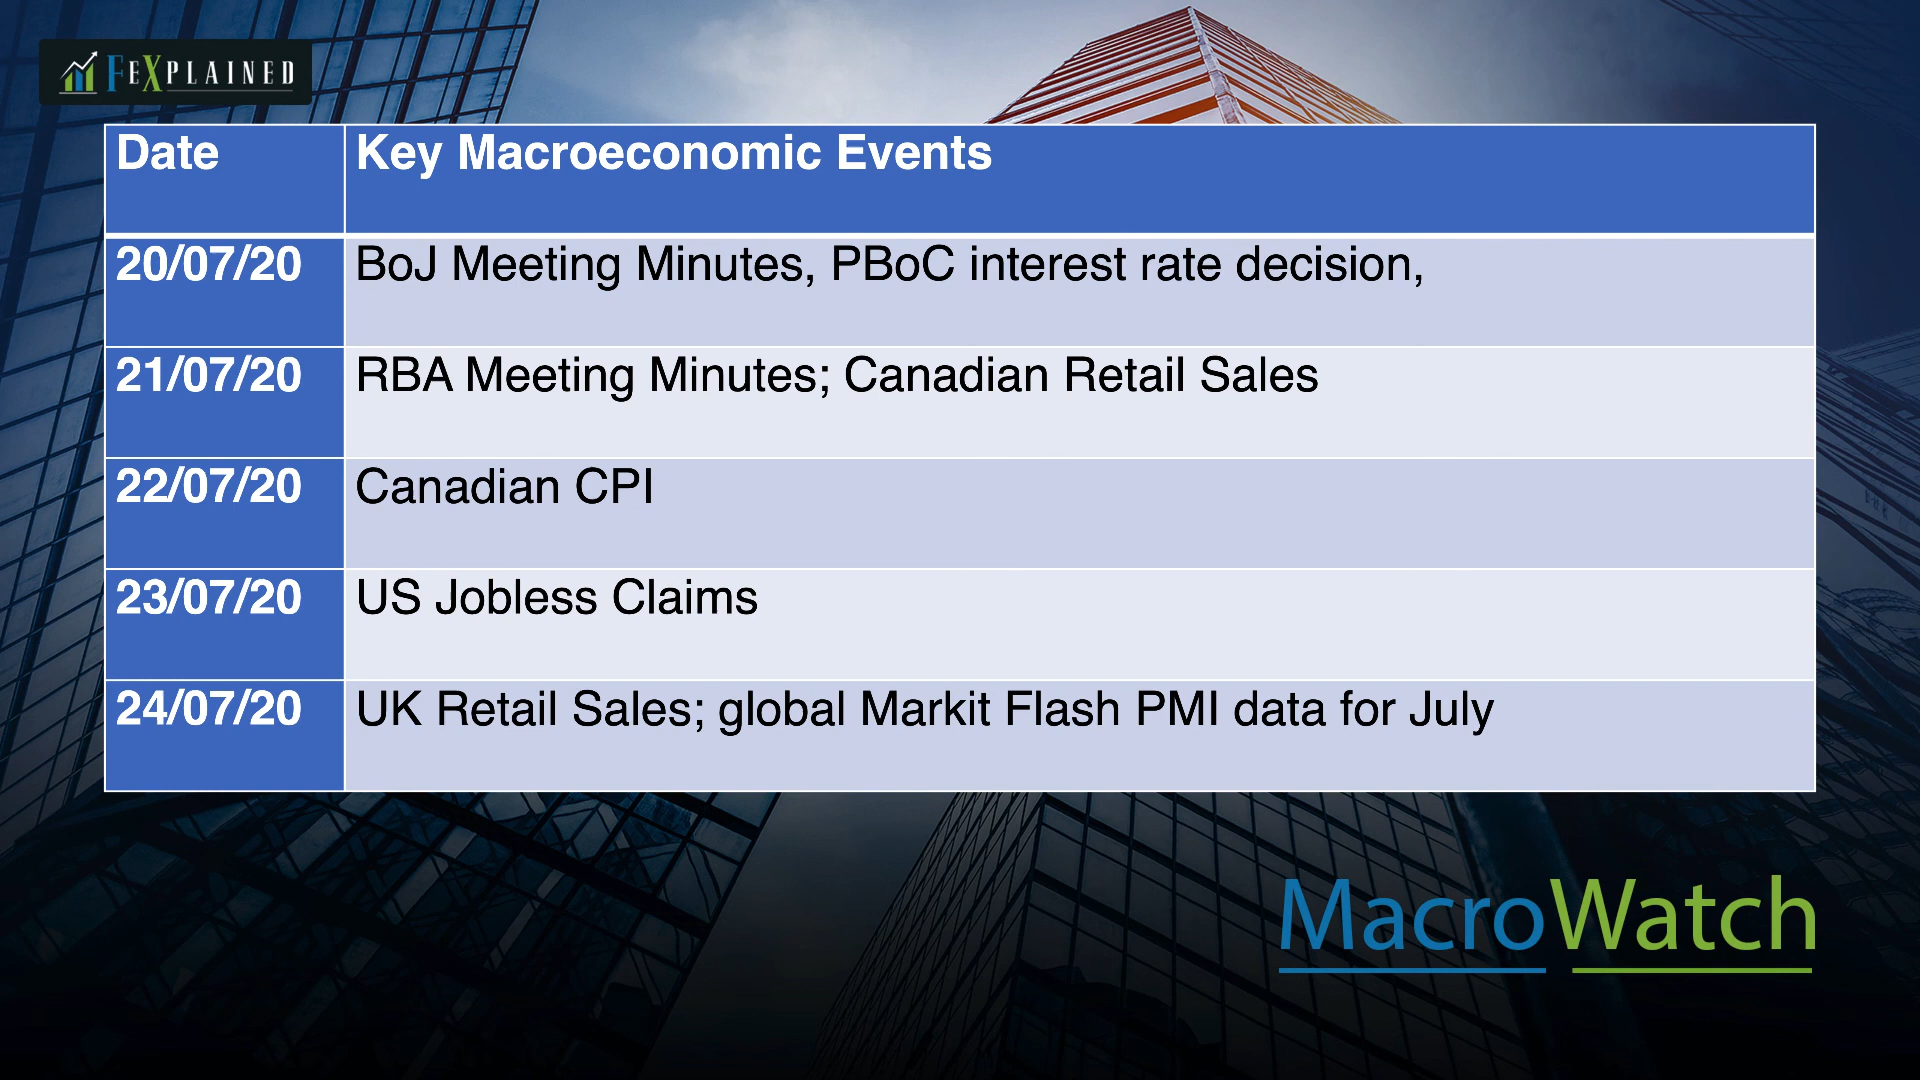 FEXPLAINED
Date Key Macroeconomic Events
20/07/20 BoJ Meeting Minutes, PBoC interest rate decision,
21/07/20 RBA Meeting Minutes; Canadian Retail Sales
22/07/20 Canadian CPI
23/07/20 US Jobless Claims
24/07/20 UK Retail Sales; global Markit Flash PMI data for July
MacroWatch